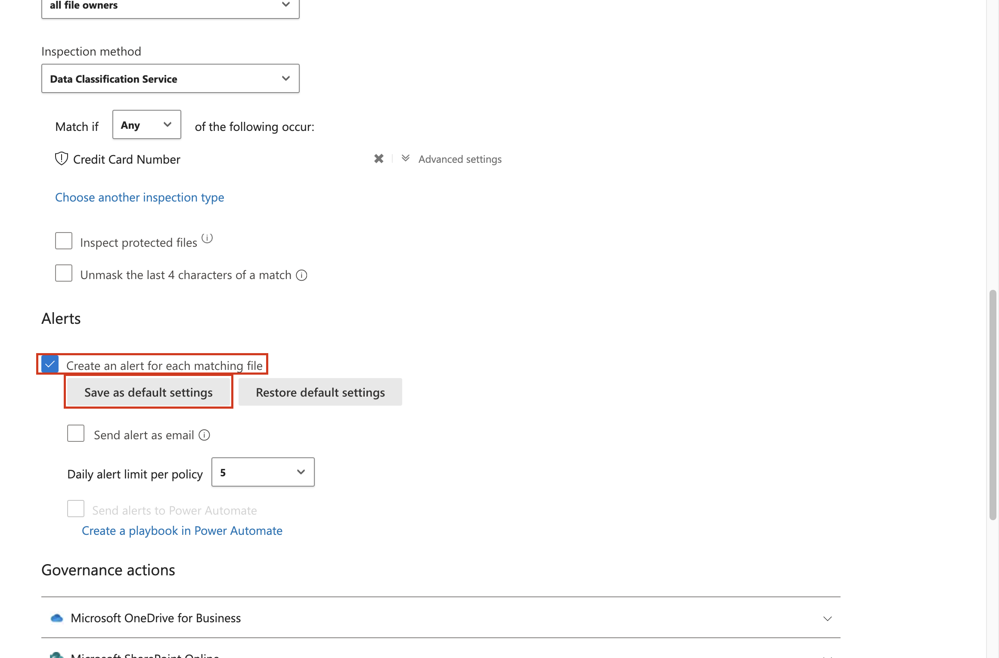 all file owners
Inspection method
Data Classification Service
Match if Any of the following occur:
Credit Card Number Advanced settings
Choose another inspection type
Inspect protected files
Unmask the last 4 characters of a match
Alerts
Create an alert for each matching file
Save as default settings Restore default settings
Send alert as email
Daily alert limit per policy 5
Send alerts to Power Automate
Create a playbook in Power Automate
Governance actions
Microsoft OneDrive for Business
Microsoft SharePoint Online